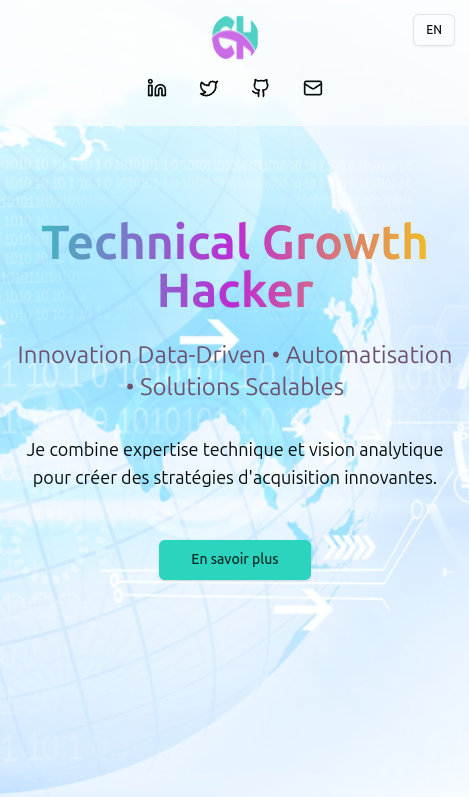 EN
Technical Growth
Hacker
Innovation Data-Driven • Automatisation
• Solutions Scalables
Je combine expertise technique et vision analytique
pour créer des stratégies d'acquisition innovantes.
En savoir plus